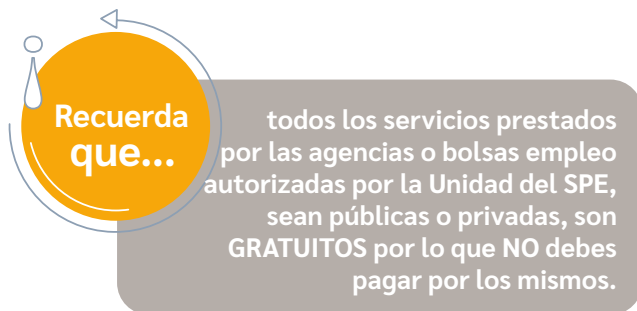 Recuerda
que...
todos los servicios prestados
por las agencias o bolsas empleo
autorizadas por la Unidad del SPE,
sean públicas o privadas, son
GRATUITOS por lo que NO debes
pagar por los mismos.